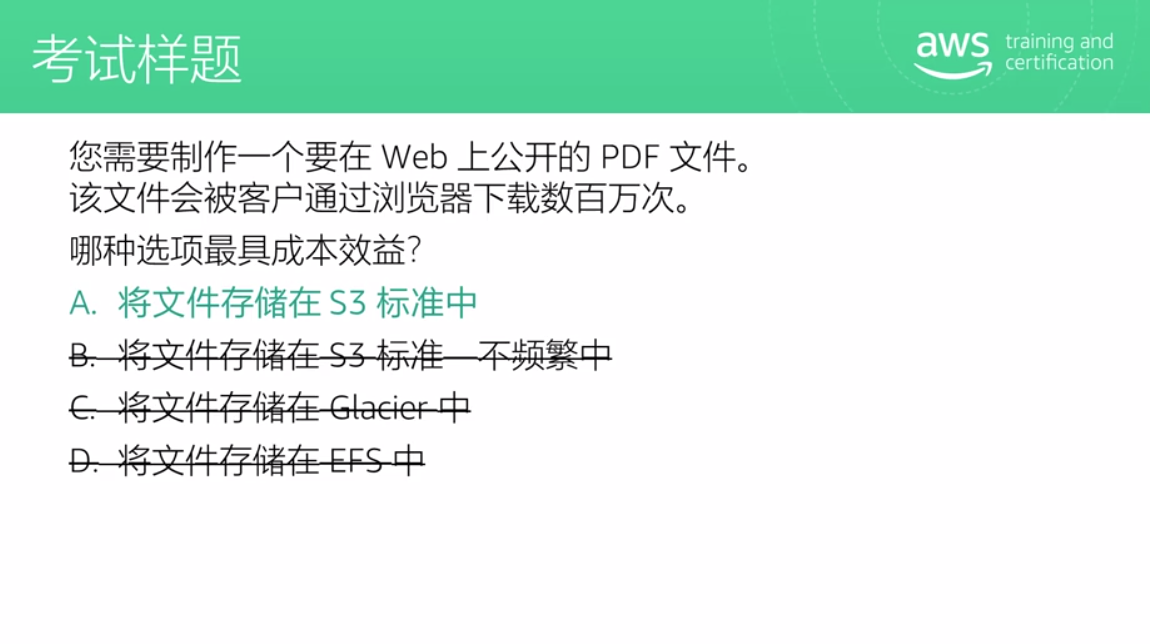 考试样题
aws training and certification
您需要制作一个要在 Web 上公开的 PDF 文件。
该文件会被客户通过浏览器下载数百万次。
哪种选项最具成本效益?
A. 将文件存储在 S3 标准中
B. 将文件存储在 S3 标准—不频繁中
C. 将文件存储在 Glacier 中
D. 将文件存储在 EFS 中